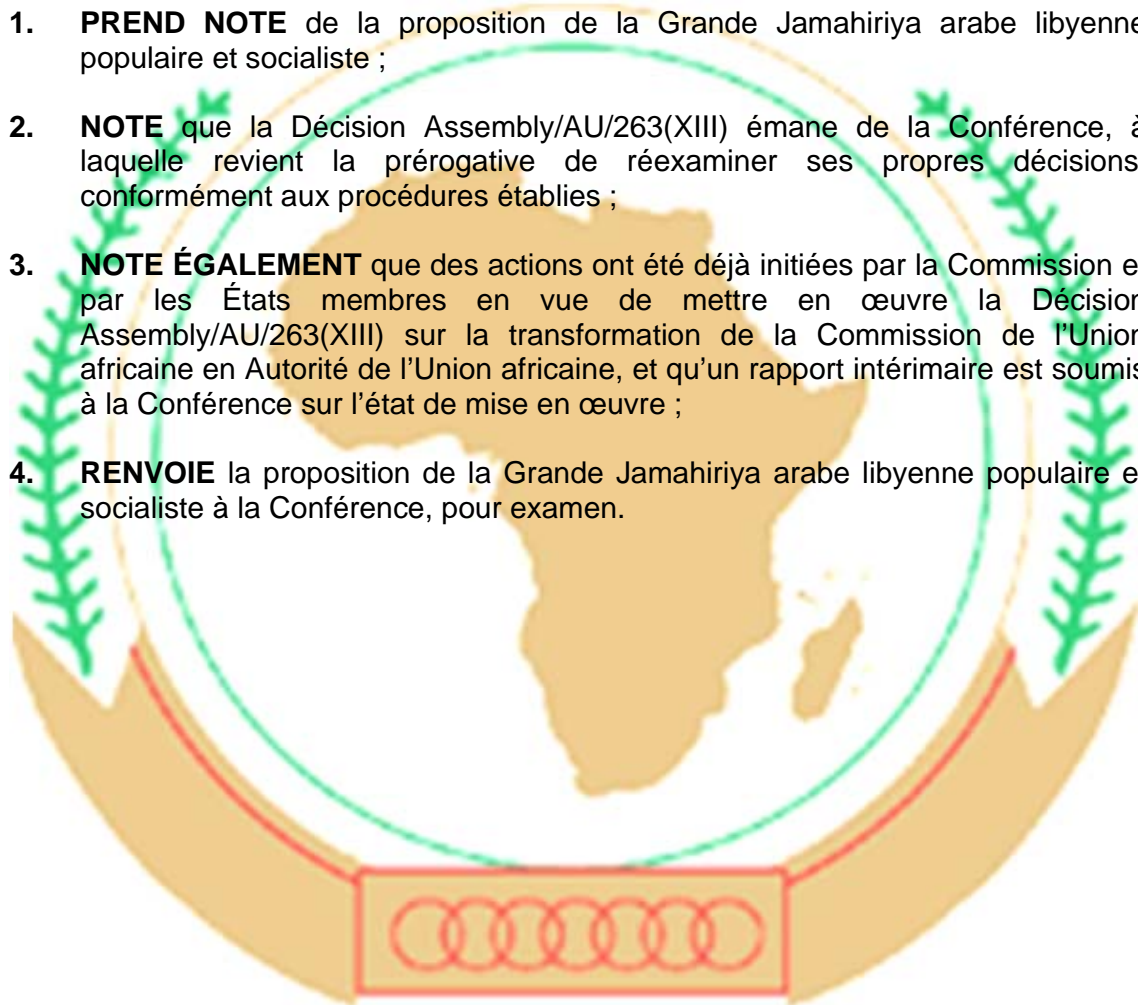 1. PREND NOTE de la proposition de la Grande Jamahiriya arabe libyenne
populaire et socialiste ;
2. NOTE que la Décision Assembly/AU/263(XIII) émane de la Conférence, à
laquelle revient la prérogative de réexaminer ses propres décisions
conformément aux procédures établies ;
3. NOTE ÉGALEMENT que des actions ont été déjà initiées par la Commission e
par les États membres en vue de mettre en œuvre la Décision
Assembly/AU/263(XIII) sur la transformation de la Commission de l’Union
africaine en Autorité de l’Union africaine, et qu’un rapport intérimaire est soumis
à la Conférence sur l’état de mise en œuvre ;
4. RENVOIE la proposition de la Grande Jamahiriya arabe libyenne populaire e
socialiste à la Conférence, pour examen.